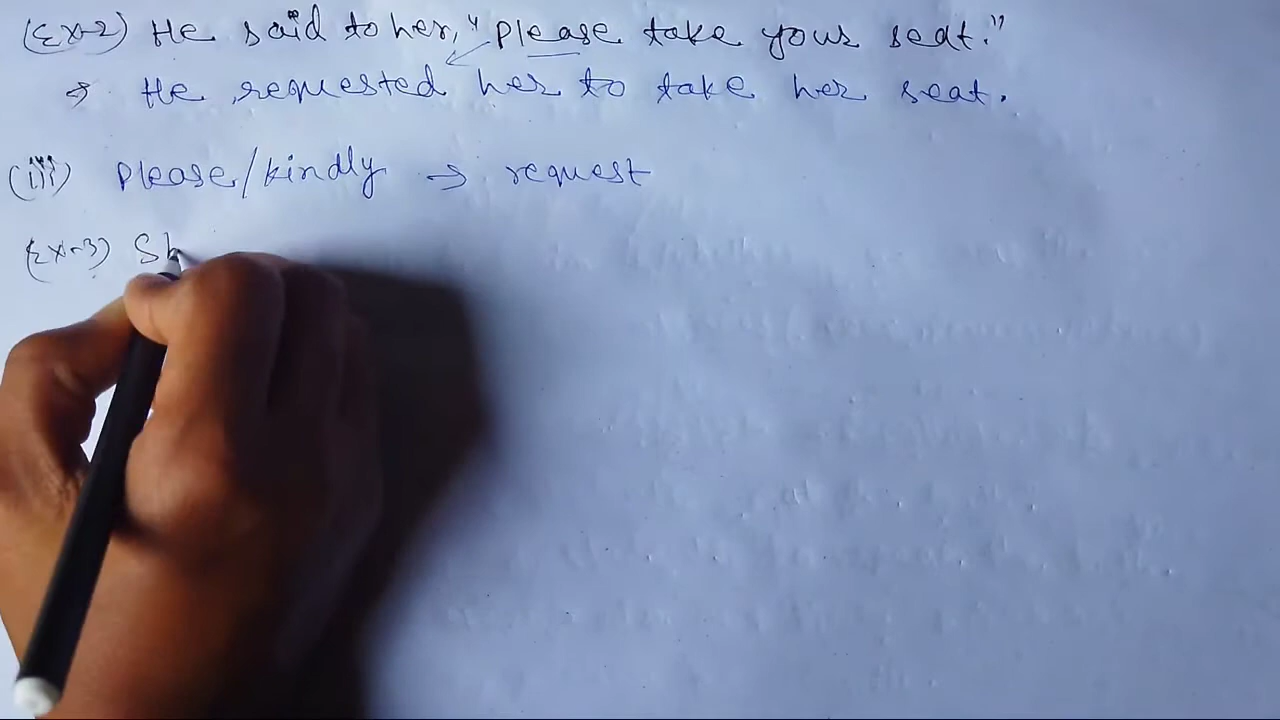 (Ex-2) He said to her, "Please take your seat."
→ He requested her to take her seat.
(iii) Please/kindly → request
(Ex-3) Sh